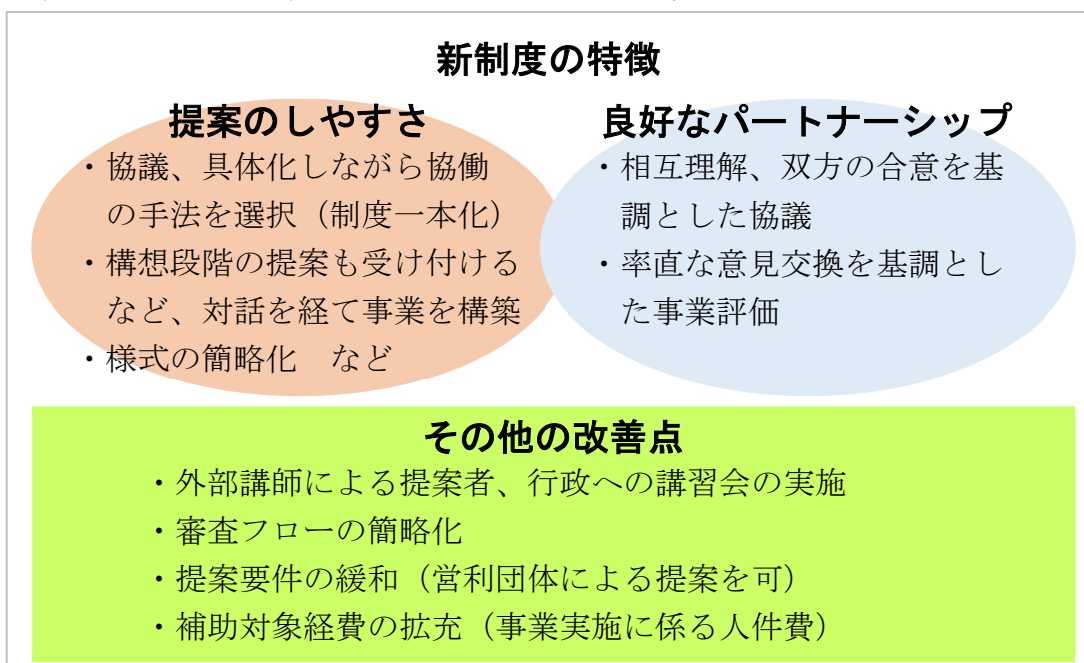 新制度の特徴
提案のしやすさ
・協議、具体化しながら協働
の手法を選択（制度一本化）
・構想段階の提案も受け付ける
など、対話を経て事業を構築
・様式の簡略化　など
良好なパートナーシップ
・相互理解、双方の合意を基
調とした協議
・率直な意見交換を基調とし
た事業評価
その他の改善点
・外部講師による提案者、行政への講習会の実施
・審査フローの簡略化
・提案要件の緩和（営利団体による提案を可）
・補助対象経費の拡充（事業実施に係る人件費）